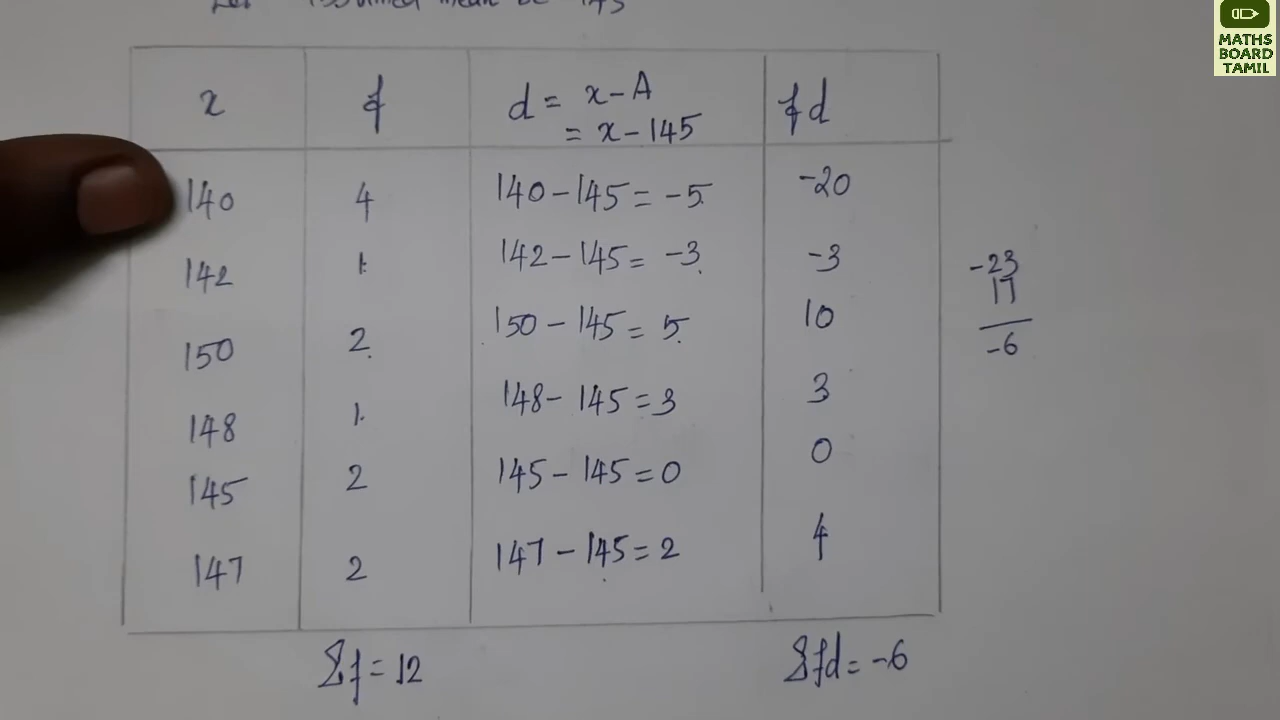 MATHS
BOARD
TAMIL
x f d = x - A fd
= x - 145
140 4 140 - 145 = -5 -20
142 1 142 - 145 = -3 -3
150 2 150 - 145 = 5 10
148 1 148 - 145 = 3 3
145 2 145 - 145 = 0 0
147 2 147 - 145 = 2 4
Σf = 12 Σfd = -6
-23
17
-6